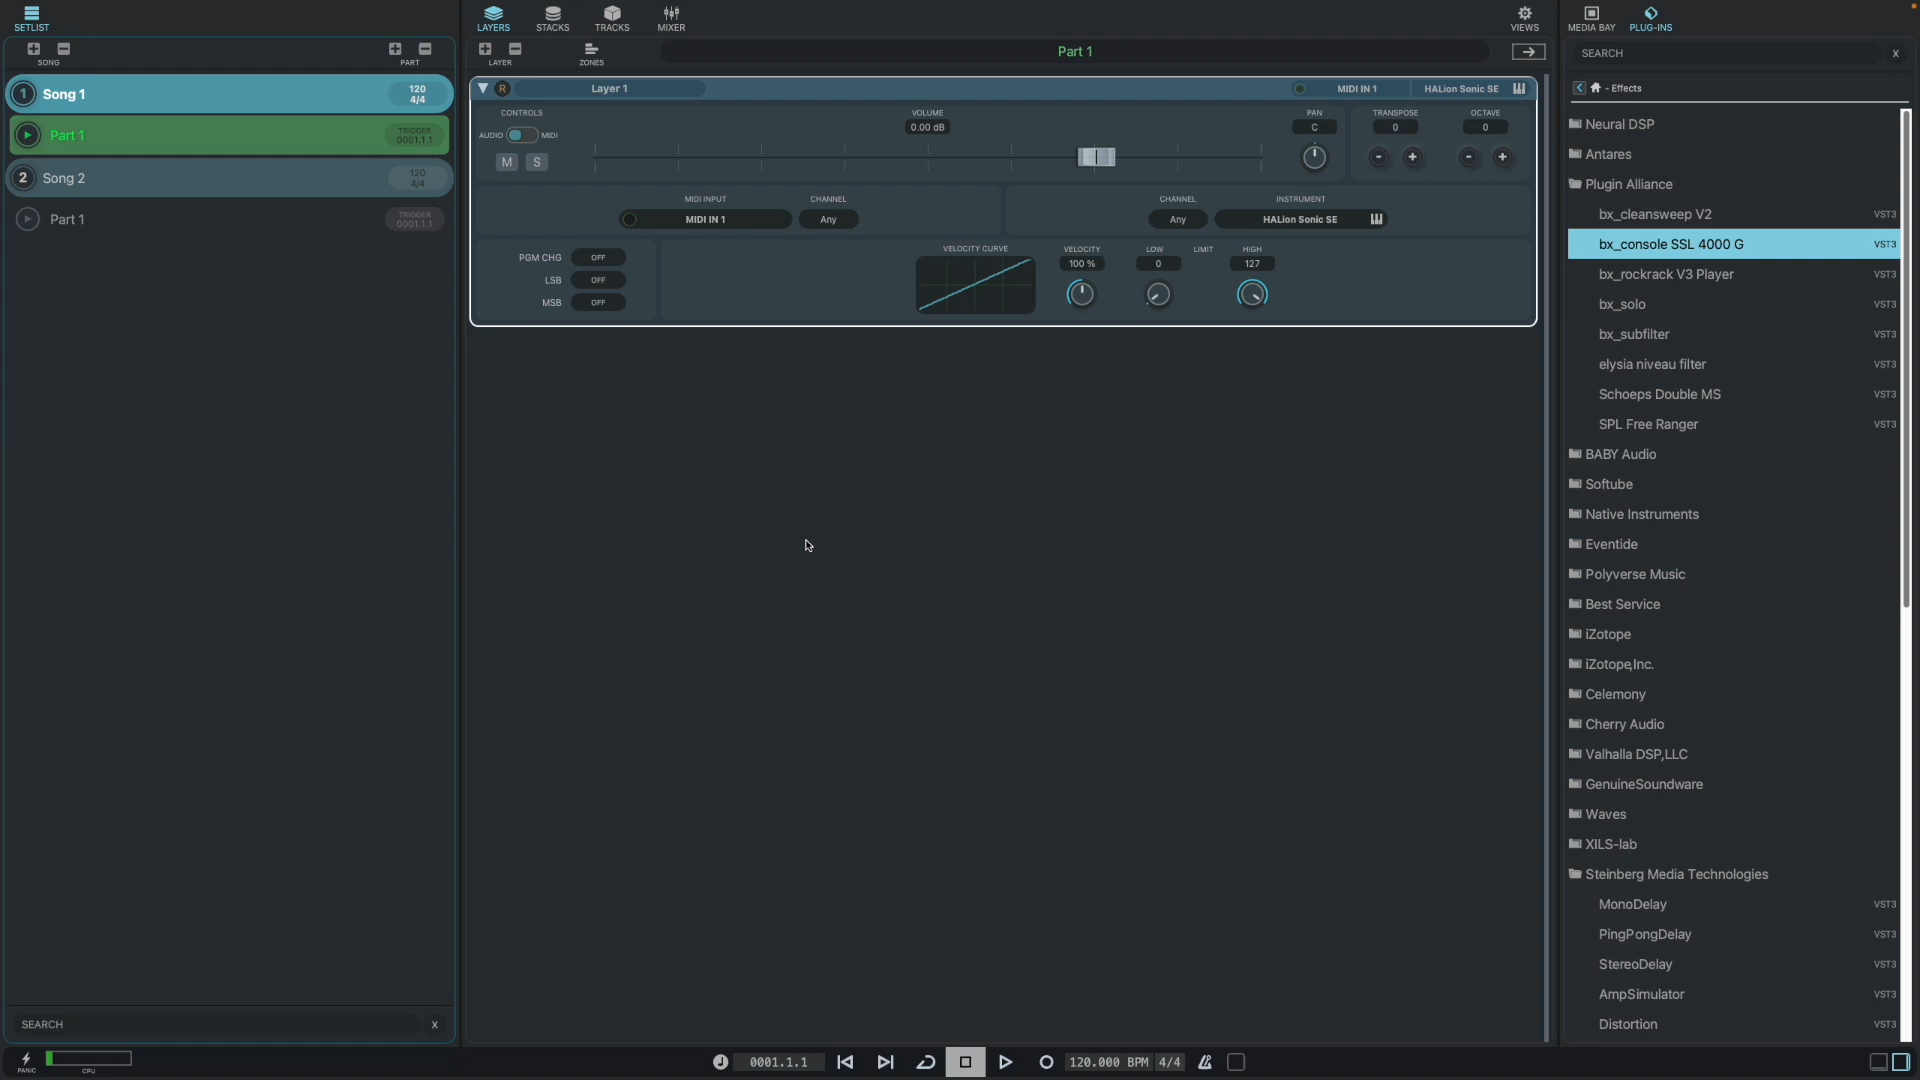 SETLIST
LAYERS STACKS TRACKS MIXER
VIEWS
MEDIA BAY PLUG-INS
SONG
PART
LAYER ZONES
Part 1
SEARCH X
- Effects
1 Song 1 120 4/4
Part 1 TRIGGER 0001.1.1
2 Song 2 120 4/4
Part 1 TRIGGER 0001.1.1
R Layer 1 MIDI IN 1 HALion Sonic SE
CONTROLS
AUDIO MIDI
M S
VOLUME
0.00 dB
PAN
C
TRANSPOSE
0
- +
OCTAVE
0
- +
MIDI INPUT CHANNEL
MIDI IN 1 Any
CHANNEL INSTRUMENT
Any HALion Sonic SE
PGM CHG OFF
LSB OFF
MSB OFF
VELOCITY CURVE
VELOCITY
100 %
LOW LIMIT HIGH
0 127
Neural DSP
Antares
Plugin Alliance
bx_cleansweep V2 VST3
bx_console SSL 4000 G VST3
bx_rockrack V3 Player VST3
bx_solo VST3
bx_subfilter VST3
elysia niveau filter VST3
Schoeps Double MS VST3
SPL Free Ranger VST3
BABY Audio
Softube
Native Instruments
Eventide
Polyverse Music
Best Service
iZotope
iZotope,Inc.
Celemony
Cherry Audio
Valhalla DSP,LLC
GenuineSoundware
Waves
XILS-lab
Steinberg Media Technologies
MonoDelay VST3
PingPongDelay VST3
StereoDelay VST3
AmpSimulator VST3
Distortion VST3
SEARCH X
PANIC CPU
0001.1.1
120.000 BPM 4/4